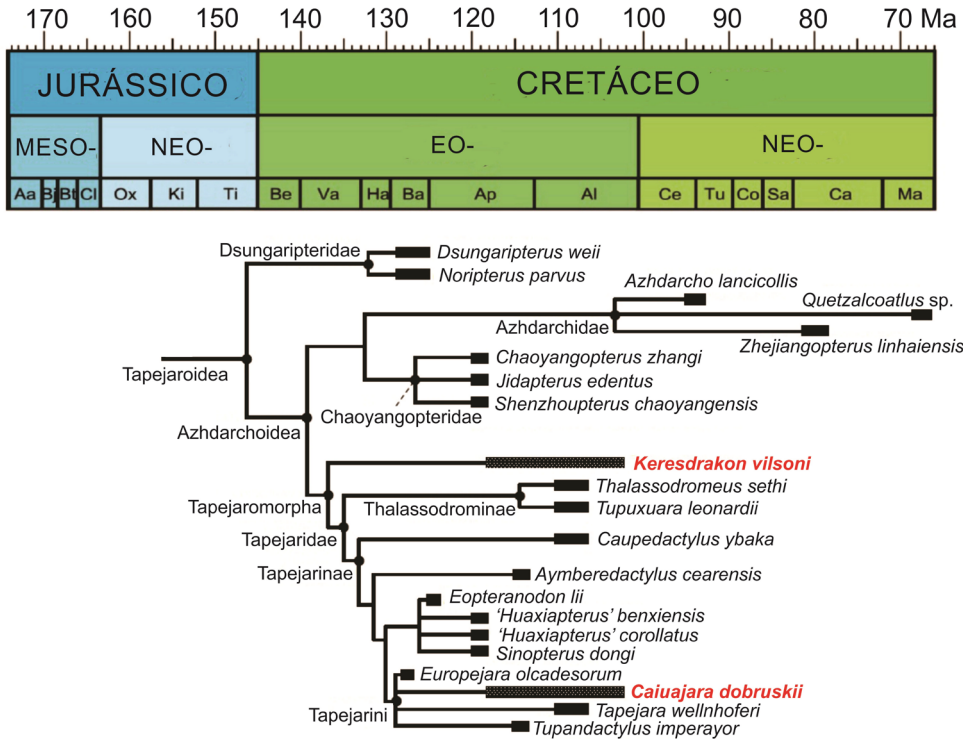 170 160 150 140 130 120 110 100 90 80 70 Ma
JURÁSSICO CRETÁCEO
MESO- NEO- EO- NEO-
Aa Bj Bt Cl Ox Ki Ti Be Va Ha Ba Ap Al Ce Tu Co Sa Ca Ma
Dsungaripteridae
Dsungaripterus weii
Noripterus parvus
Azhdarcho lancicollis
Quetzalcoatlus sp.
Azhdarchidae
Zhejiangopterus linhaiensis
Chaoyangopterus zhangi
Tapejaroidea
Jidapterus edentus
Shenzhoupterus chaoyangensis
Chaoyangopteridae
Azhdarchoidea
Keresdrakon vilsoni
Thalassodromeus sethi
Tapejaromorpha
Thalassodrominae
Tupuxuara leonardii
Tapejaridae
Caupedactylus ybaka
Tapejarinae
Aymberedactylus cearensis
Eopteranodon lii
‘Huaxiapterus’ benxiensis
‘Huaxiapterus’ corollatus
Sinopterus dongi
Europejara olcadesorum
Caiuajara dobruskii
Tapejarini
Tapejara wellnhoferi
Tupandactylus imperayor